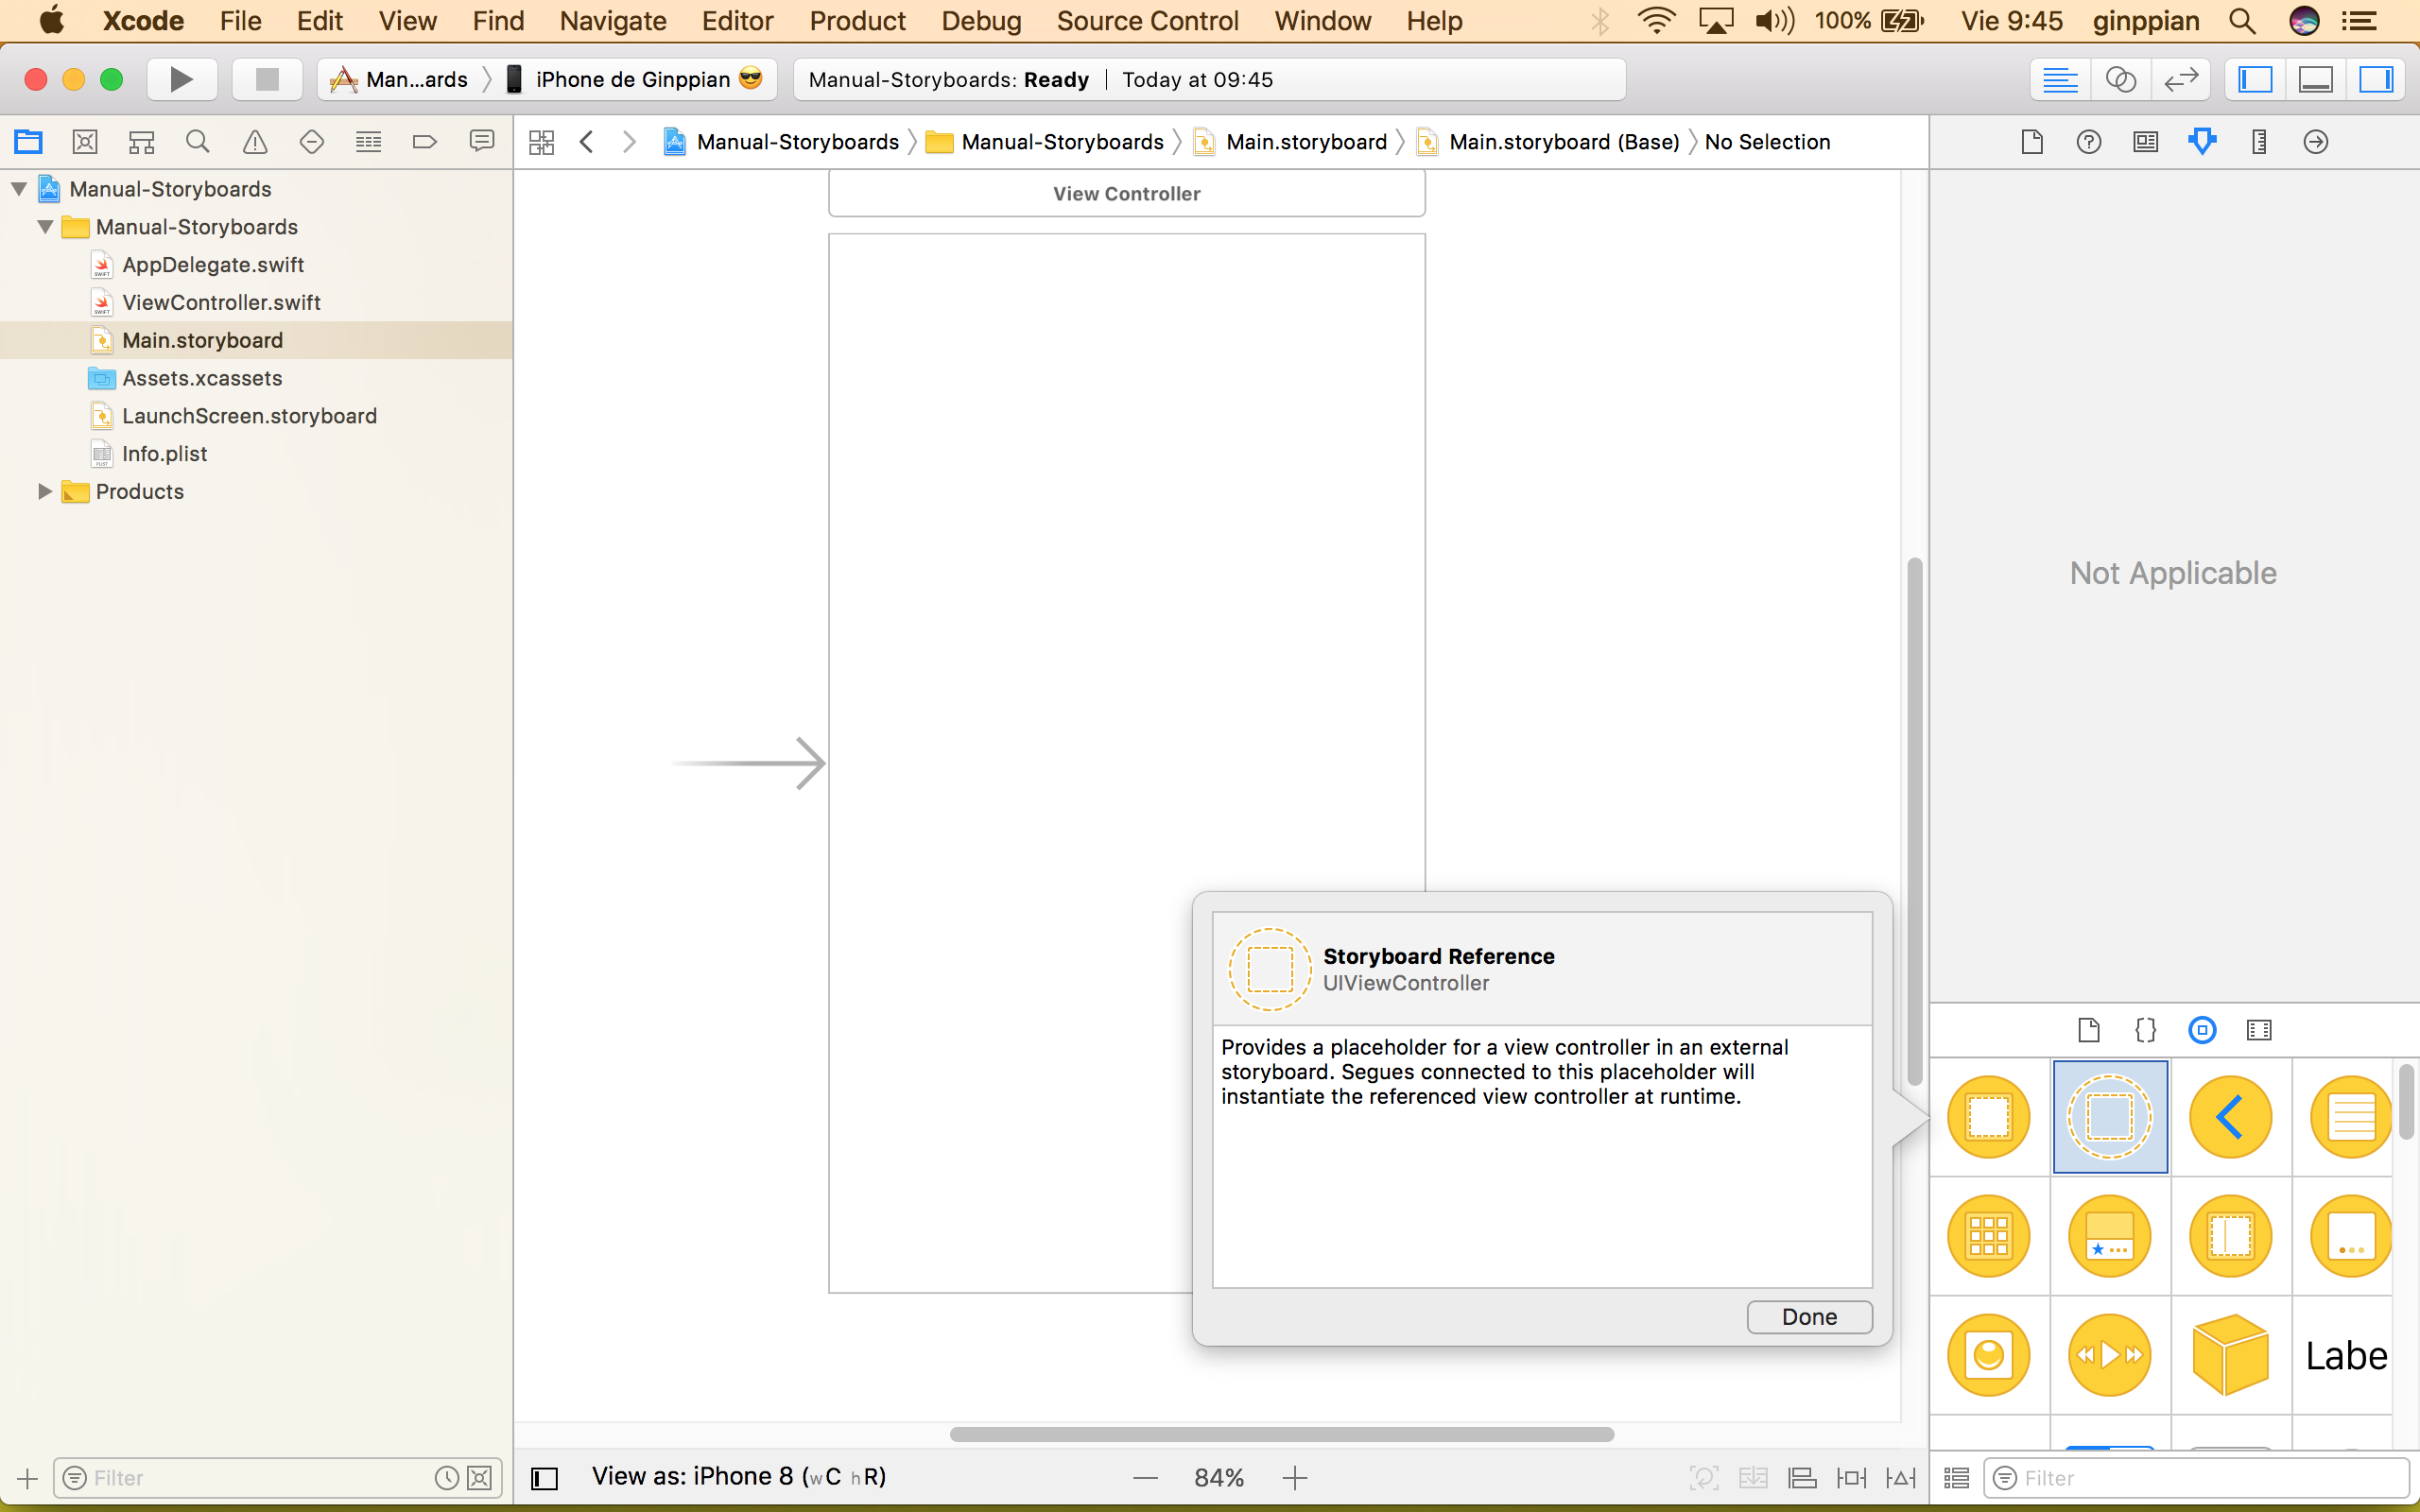 Xcode File Edit View Find Navigate Editor Product Debug Source Control Window Help 100% Vie 9:45 ginppian
Man...ards iPhone de Ginppian 😎 Manual-Storyboards: Ready | Today at 09:45
Manual-Storyboards Manual-Storyboards Main.storyboard Main.storyboard (Base) No Selection
Manual-Storyboards
Manual-Storyboards
AppDelegate.swift
ViewController.swift
Main.storyboard
Assets.xcassets
LaunchScreen.storyboard
Info.plist
Products
View Controller
Not Applicable
Storyboard Reference
UIViewController
Provides a placeholder for a view controller in an external
storyboard. Segues connected to this placeholder will
instantiate the referenced view controller at runtime.
Done
Labe
Filter
View as: iPhone 8 (wC hR)
84%
Filter